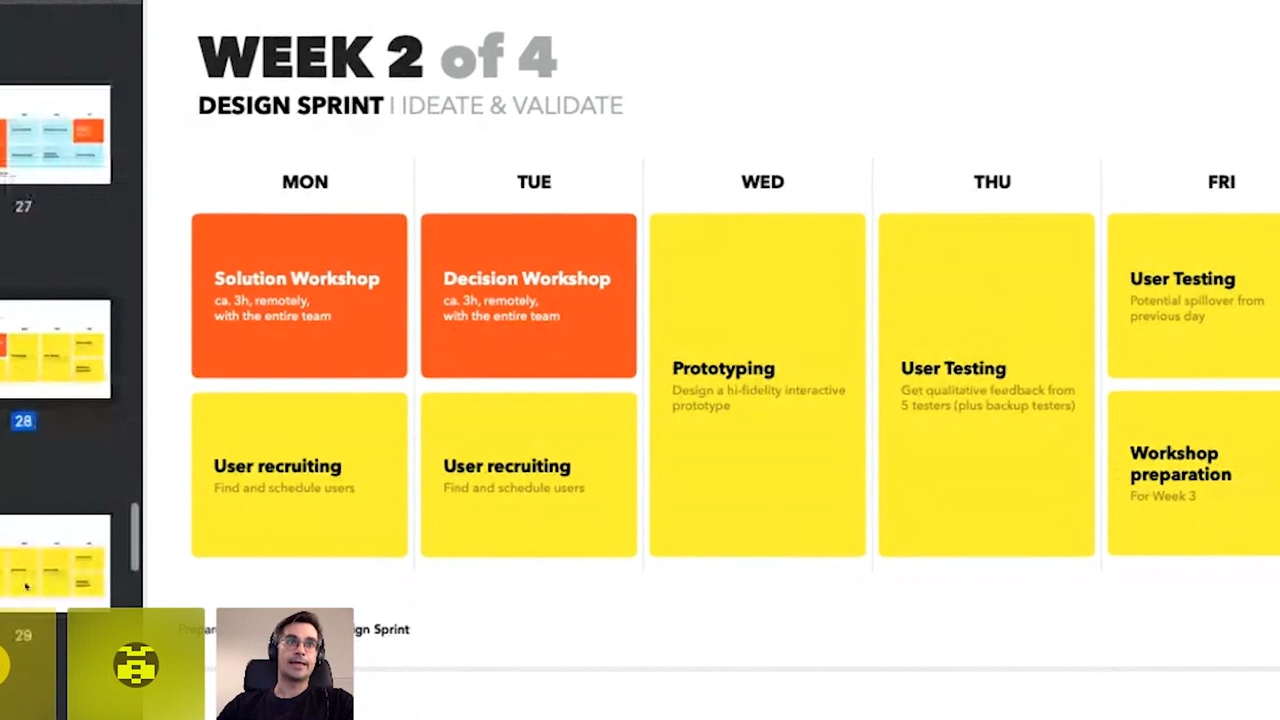 WEEK 2 of 4
DESIGN SPRINT | IDEATE & VALIDATE
MON
TUE
WED
THU
FRI
Solution Workshop
ca. 3h, remotely,
with the entire team
Decision Workshop
ca. 3h, remotely,
with the entire team
Prototyping
Design a hi-fidelity interactive
prototype
User Testing
Get qualitative feedback from
5 testers (plus backup testers)
User Testing
Potential spillover from
previous day
User recruiting
Find and schedule users
User recruiting
Find and schedule users
Workshop
preparation
For Week 3
Sprint
27
28
29